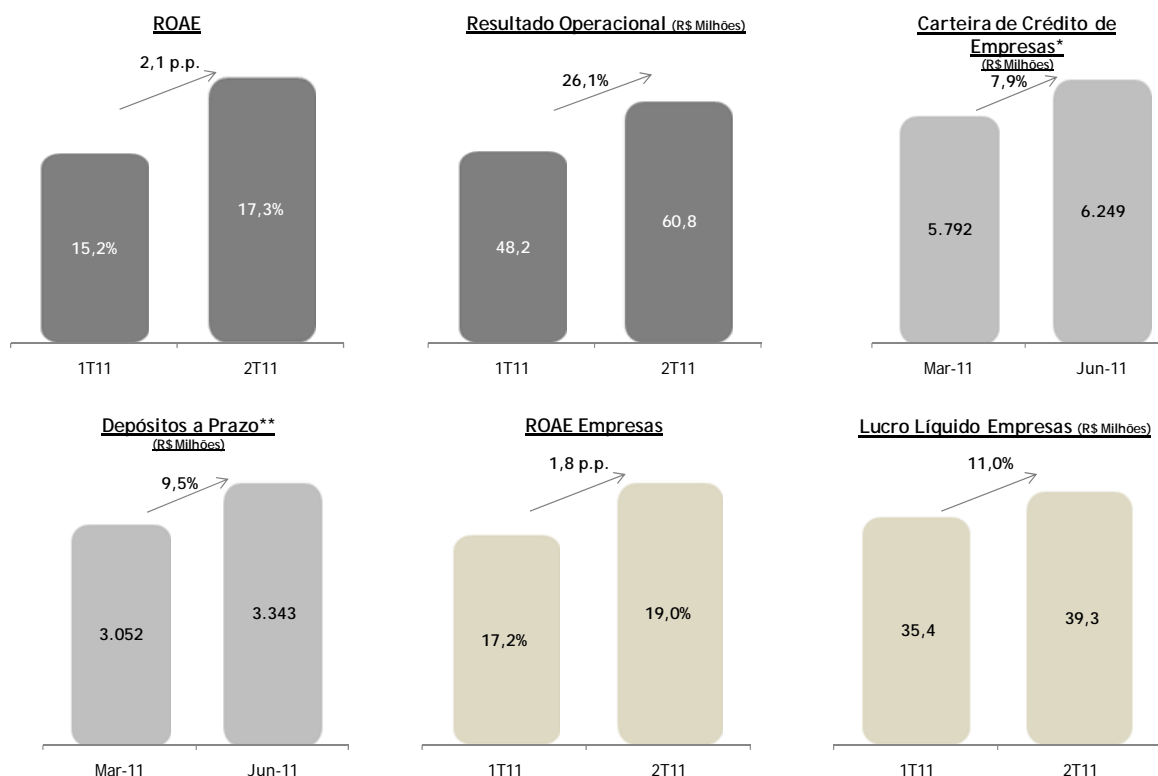 ROAE
2,1 p.p.
15,2%
17,3%
1T11
2T11
Resultado Operacional (R$ Milhões)
26,1%
48,2
60,8
1T11
2T11
Carteira de Crédito de
Empresas*
(R$ Milhões)
7,9%
5.792
6.249
Mar-11
Jun-11
Depósitos a Prazo**
(R$ Milhões)
9,5%
3.052
3.343
Mar-11
Jun-11
ROAE Empresas
1,8 p.p.
17,2%
19,0%
1T11
2T11
Lucro Líquido Empresas (R$ Milhões)
11,0%
35,4
39,3
1T11
2T11